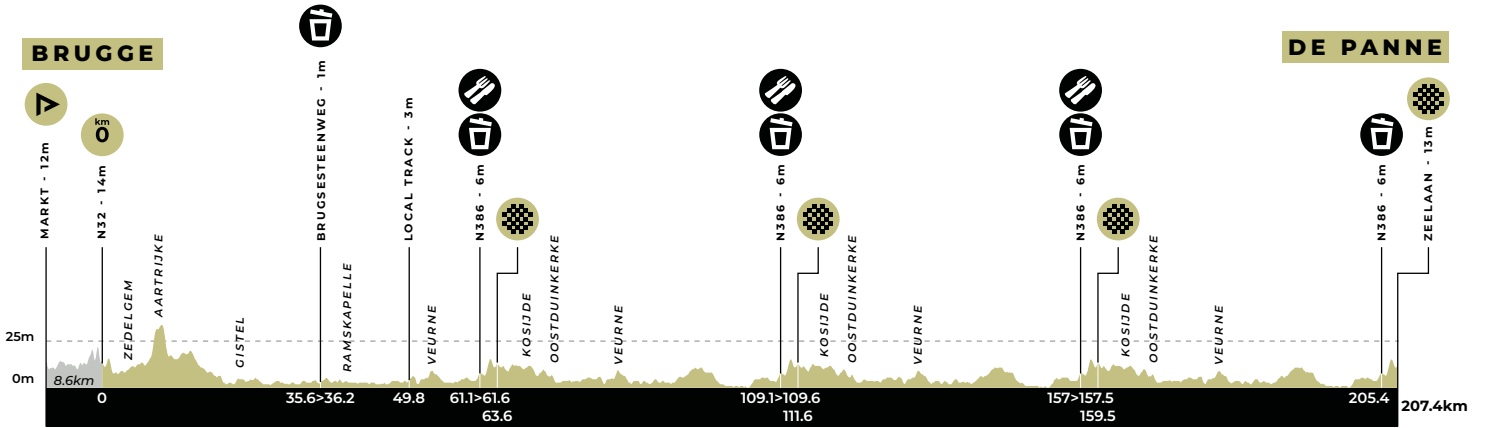 BRUGGE
DE PANNE
km
0
MARKT - 12m
N32 - 14m
BRUGSESTEENWEG - 1m
LOCAL TRACK - 3m
N386 - 6m
N386 - 6m
N386 - 6m
N386 - 6m
ZEELAAN - 13m
ZEDELGEM
AARTRIJKE
GISTEL
RAMSKAPELLE
VEURNE
KOSIJDE
OOSTDUINKERKE
VEURNE
KOSIJDE
OOSTDUINKERKE
VEURNE
KOSIJDE
OOSTDUINKERKE
VEURNE
25m
0m
8.6km
0
35.6>36.2
49.8
61.1>61.6
63.6
109.1>109.6
111.6
157>157.5
159.5
205.4
207.4km